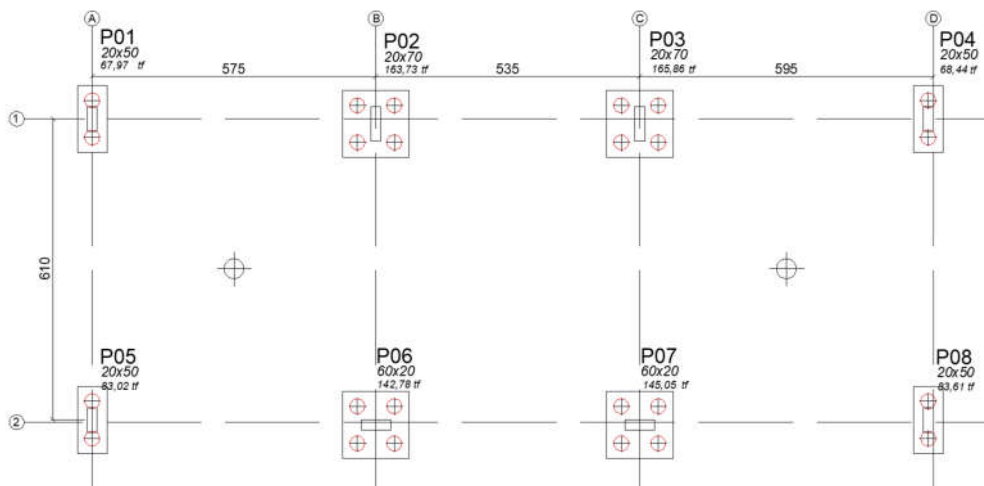 A
B
C
D
P01
20x50
67,97 tf
P02
20x70
163,73 tf
P03
20x70
165,86 tf
P04
20x50
68,44 tf
575
535
595
1
610
P05
20x50
83,02 tf
P06
60x20
142,78 tf
P07
60x20
145,05 tf
P08
20x50
83,61 tf
2